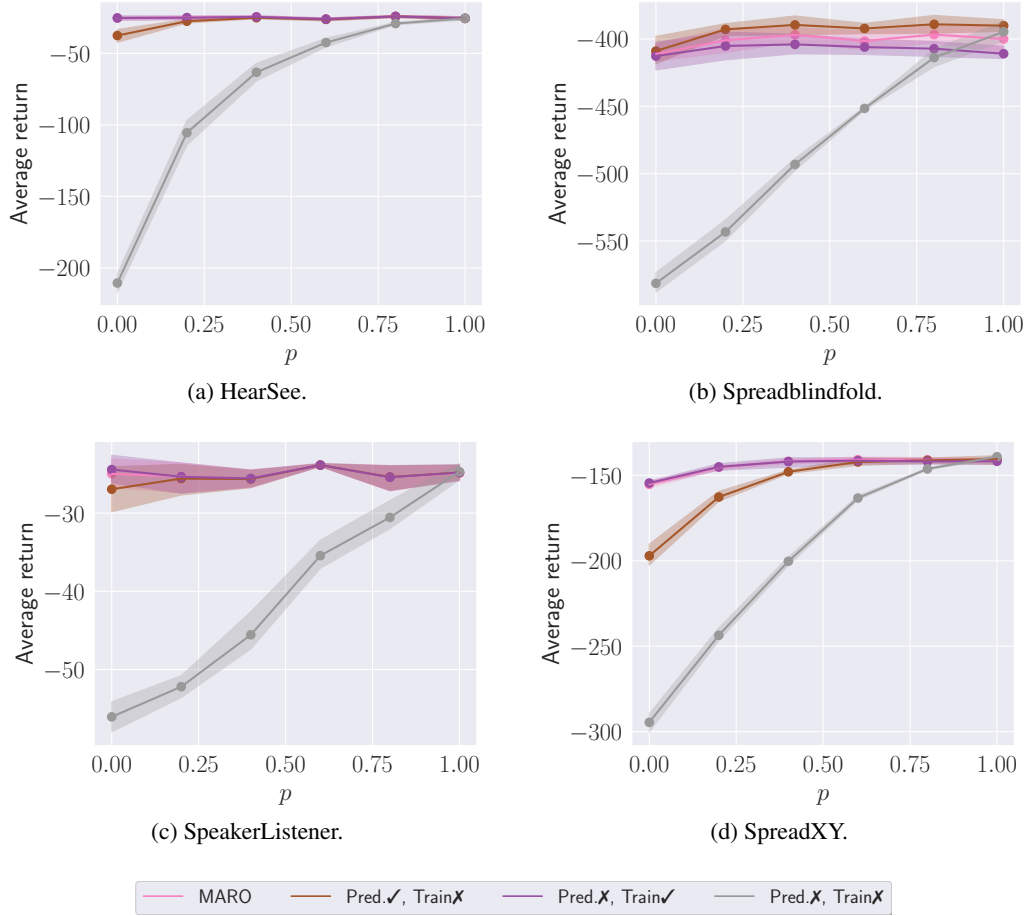 −50
−100
−150
−200
Average return
0.00 0.25 0.50 0.75 1.00
p
(a) HearSee.
−400
−450
−500
−550
Average return
0.00 0.25 0.50 0.75 1.00
p
(b) Spreadblindfold.
−30
−40
−50
Average return
0.00 0.25 0.50 0.75 1.00
p
(c) SpeakerListener.
−150
−200
−250
−300
Average return
0.00 0.25 0.50 0.75 1.00
p
(d) SpreadXY.
MARO Pred.✓, Train✗ Pred.✗, Train✓ Pred.✗, Train✗